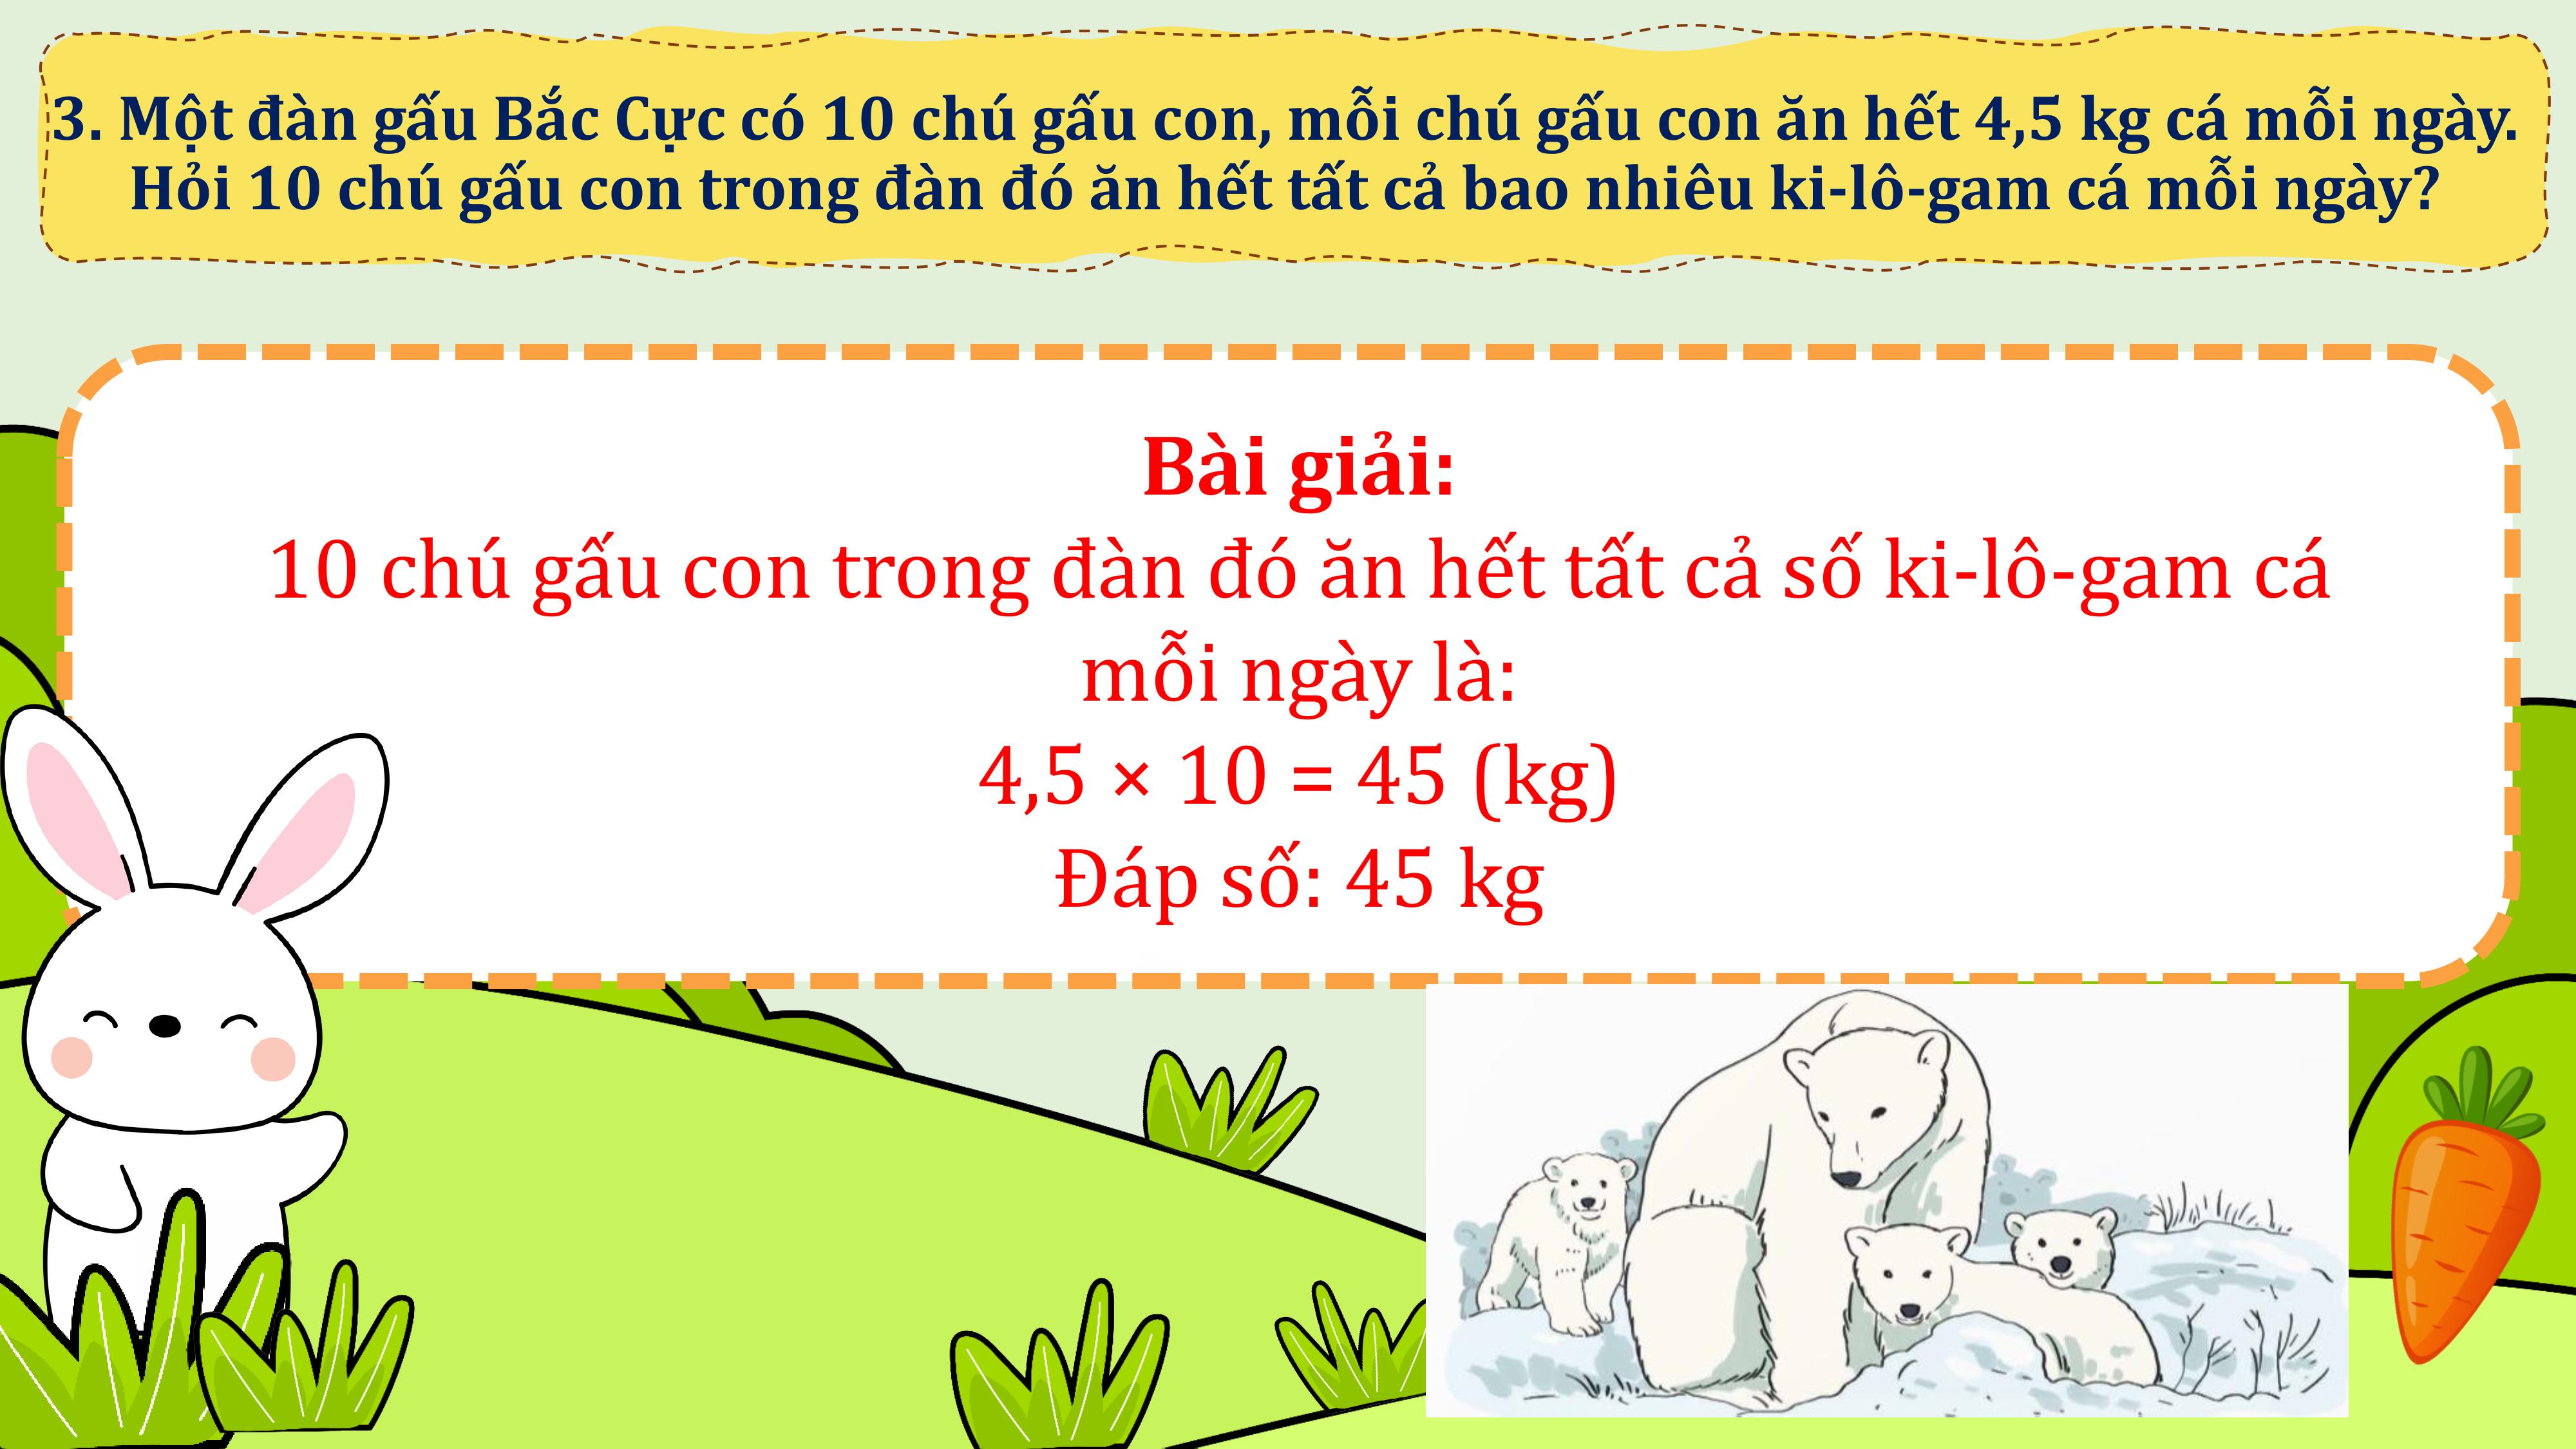 3. Một đàn gấu Bắc Cực có 10 chú gấu con, mỗi chú gấu con ăn hết 4,5 kg cá mỗi ngày.
Hỏi 10 chú gấu con trong đàn đó ăn hết tất cả bao nhiêu ki-lô-gam cá mỗi ngày?
Bài giải:
10 chú gấu con trong đàn đó ăn hết tất cả số ki-lô-gam cá
mỗi ngày là:
4,5 × 10 = 45 (kg)
Đáp số: 45 kg